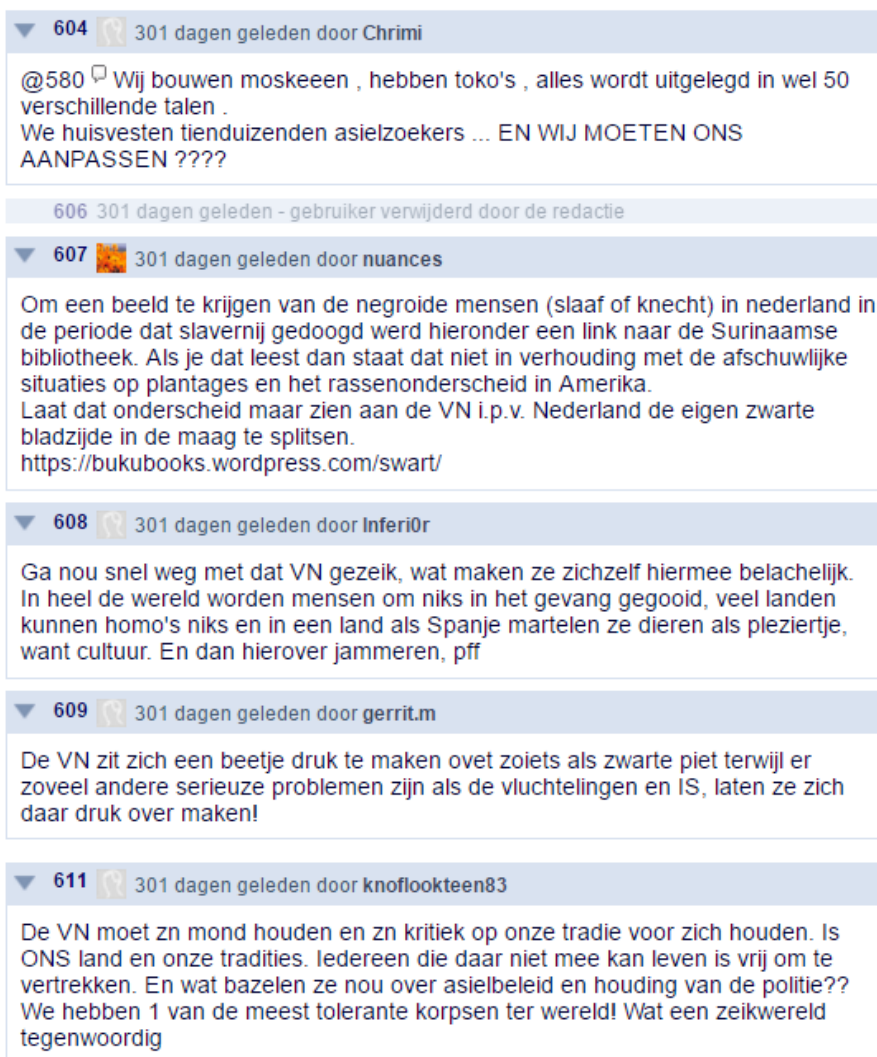 604 301 dagen geleden door Chrimi
@580 Wij bouwen moskeeen , hebben toko's , alles wordt uitgelegd in wel 50
verschillende talen .
We huisvesten tienduizenden asielzoekers ... EN WIJ MOETEN ONS
AANPASSEN ????
606 301 dagen geleden - gebruiker verwijderd door de redactie
607 301 dagen geleden door nuances
Om een beeld te krijgen van de negroide mensen (slaaf of knecht) in nederland in
de periode dat slavernij gedoogd werd hieronder een link naar de Surinaamse
bibliotheek. Als je dat leest dan staat dat niet in verhouding met de afschuwlijke
situaties op plantages en het rassenonderscheid in Amerika.
Laat dat onderscheid maar zien aan de VN i.p.v. Nederland de eigen zwarte
bladzijde in de maag te splitsen.
https://bukubooks.wordpress.com/swart/
608 301 dagen geleden door Inferi0r
Ga nou snel weg met dat VN gezeik, wat maken ze zichzelf hiermee belachelijk.
In heel de wereld worden mensen om niks in het gevang gegooid, veel landen
kunnen homo's niks en in een land als Spanje martelen ze dieren als pleziertje,
want cultuur. En dan hierover jammeren, pff
609 301 dagen geleden door gerrit.m
De VN zit zich een beetje druk te maken ovet zoiets als zwarte piet terwijl er
zoveel andere serieuze problemen zijn als de vluchtelingen en IS, laten ze zich
daar druk over maken!
611 301 dagen geleden door knoflookteen83
De VN moet zn mond houden en zn kritiek op onze tradie voor zich houden. Is
ONS land en onze tradities. Iedereen die daar niet mee kan leven is vrij om te
vertrekken. En wat bazelen ze nou over asielbeleid en houding van de politie??
We hebben 1 van de meest tolerante korpsen ter wereld! Wat een zeikwereld
tegenwoordig